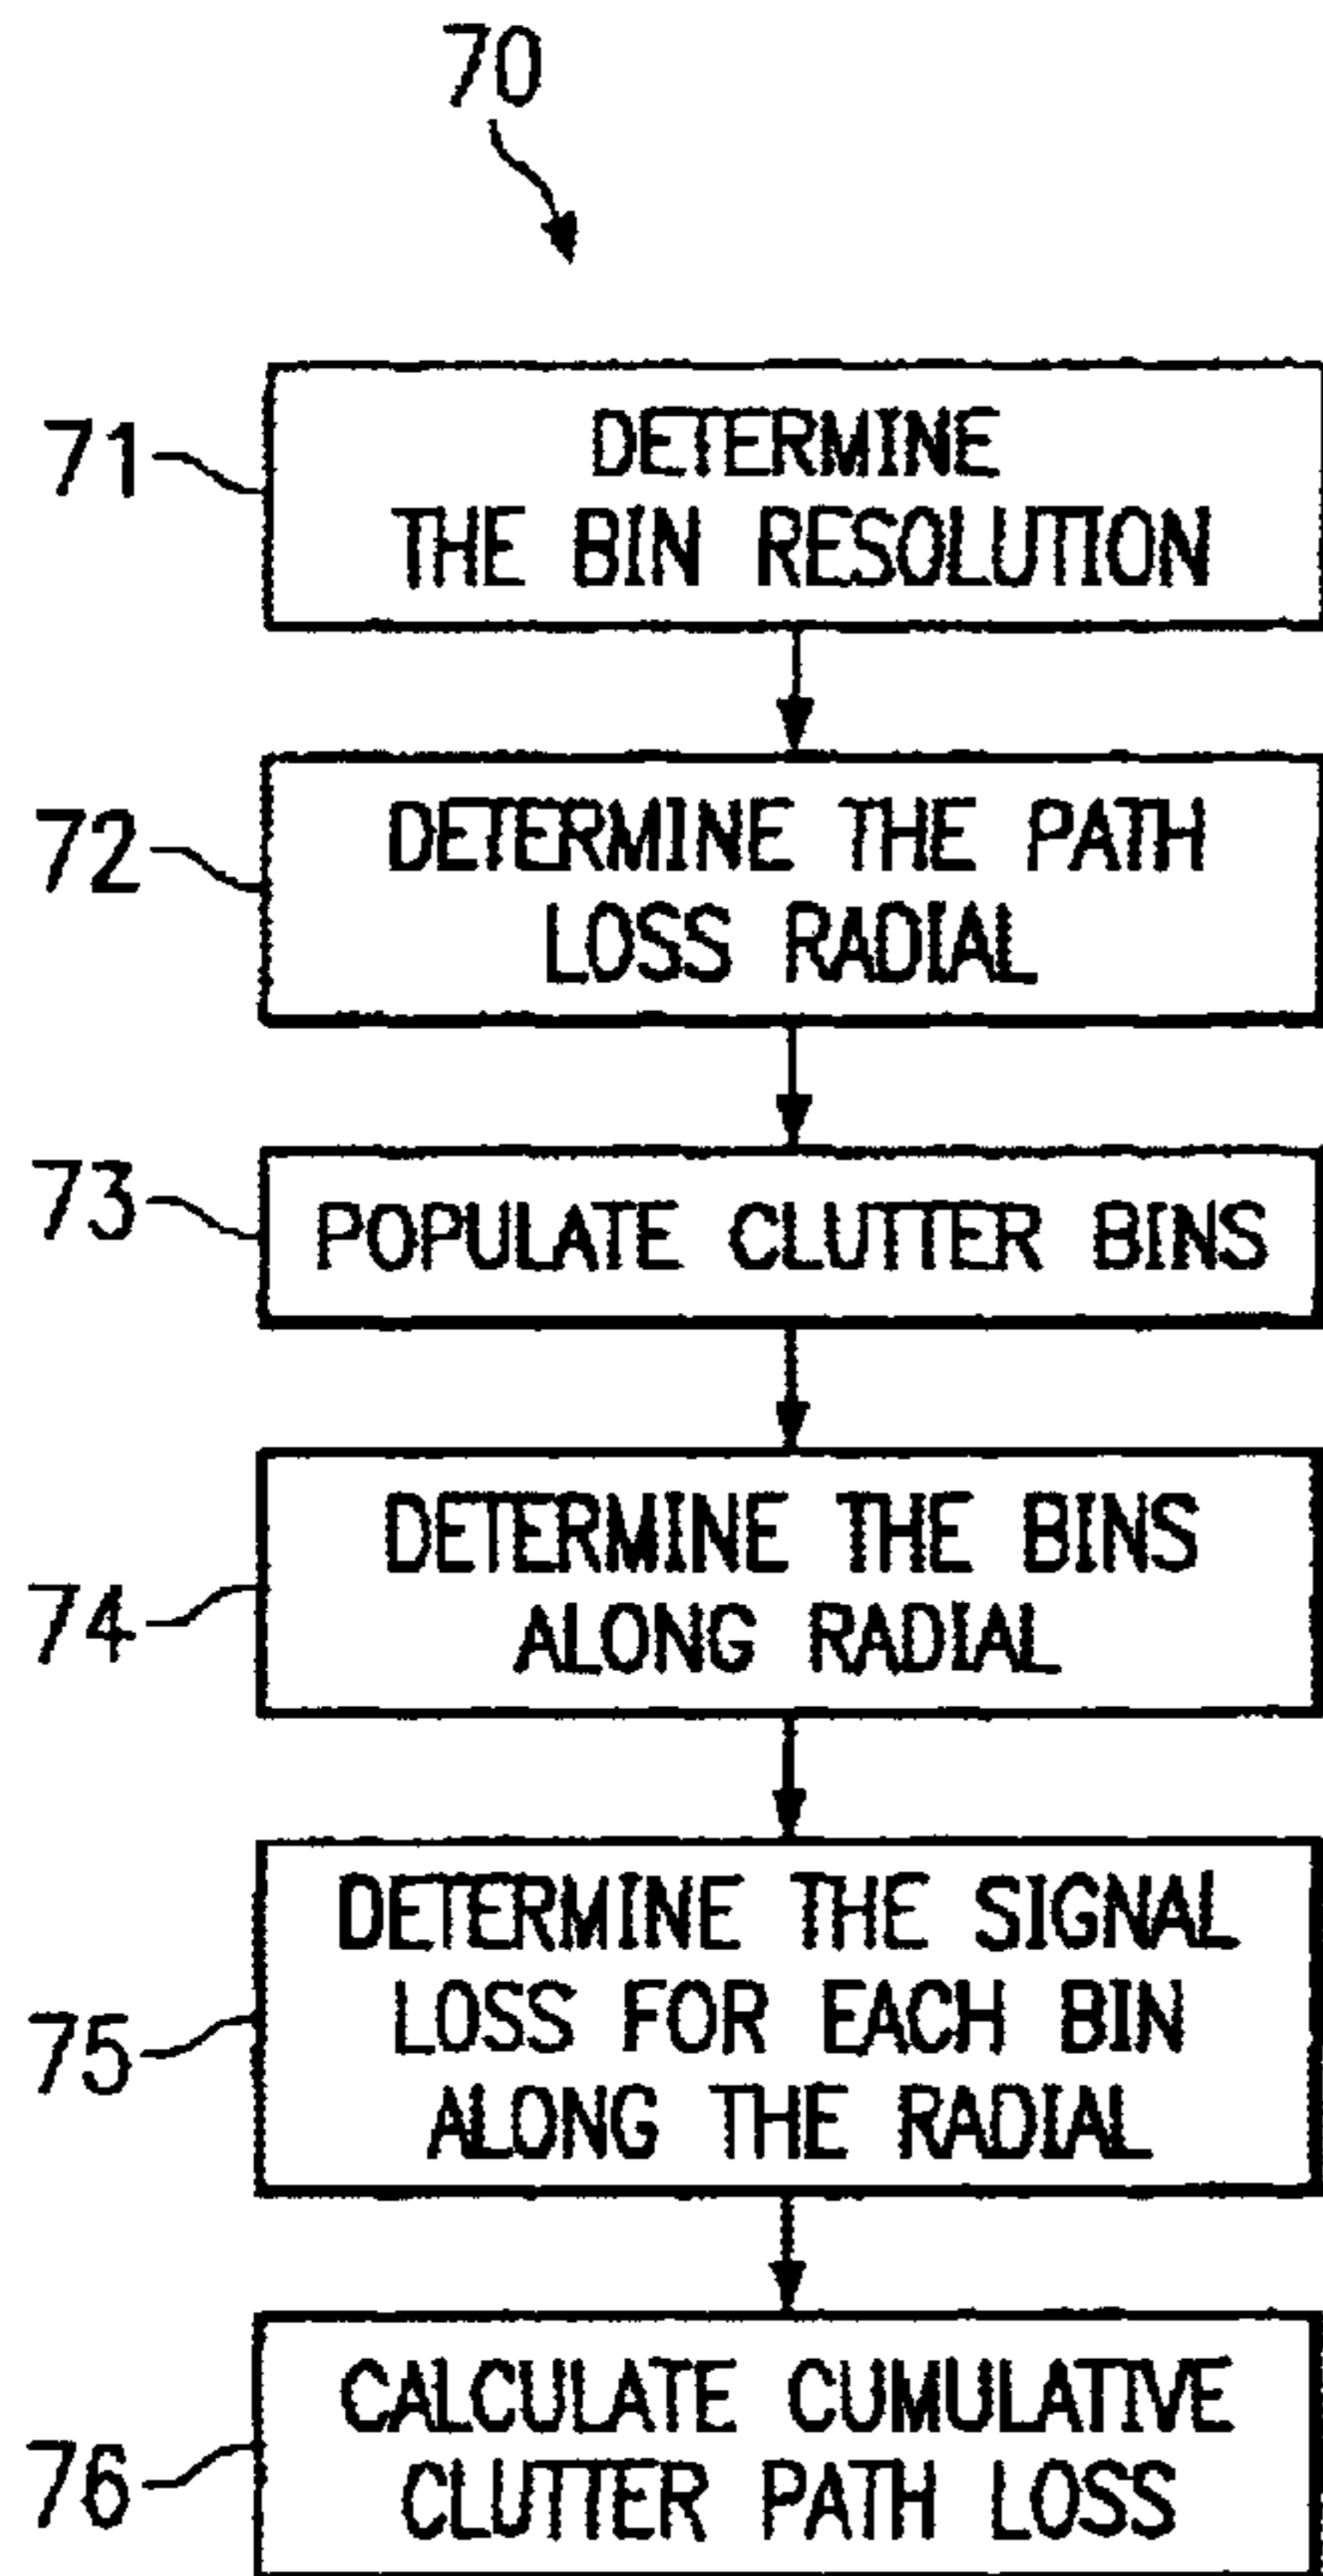 70
71
DETERMINE
THE BIN RESOLUTION
72
DETERMINE THE PATH
LOSS RADIAL
73
POPULATE CLUTTER BINS
74
DETERMINE THE BINS
ALONG RADIAL
75
DETERMINE THE SIGNAL
LOSS FOR EACH BIN
ALONG THE RADIAL
76
CALCULATE CUMULATIVE
CLUTTER PATH LOSS